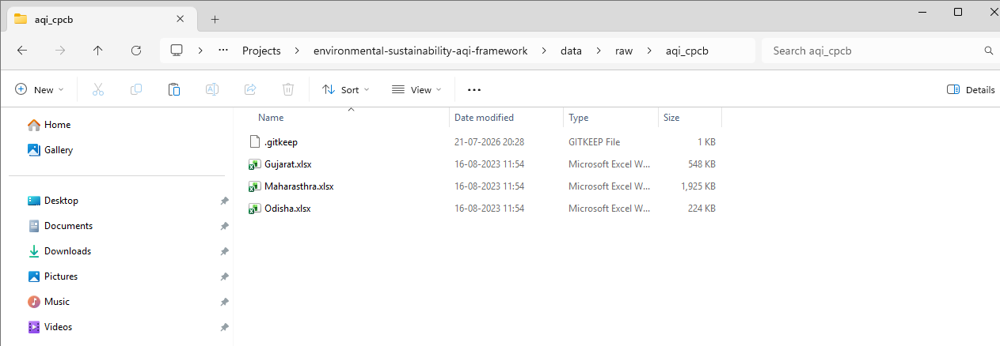 aqi_cpcb
Projects > environmental-sustainability-aqi-framework > data > raw > aqi_cpcb
Search aqi_cpcb
New
Sort
View
Details
Name Date modified Type Size
Home
Gallery
Desktop
Documents
Downloads
Pictures
Music
Videos
.gitkeep 21-07-2026 20:28 GITKEEP File 1 KB
Gujarat.xlsx 16-08-2023 11:54 Microsoft Excel W... 548 KB
Maharasthra.xlsx 16-08-2023 11:54 Microsoft Excel W... 1,925 KB
Odisha.xlsx 16-08-2023 11:54 Microsoft Excel W... 224 KB